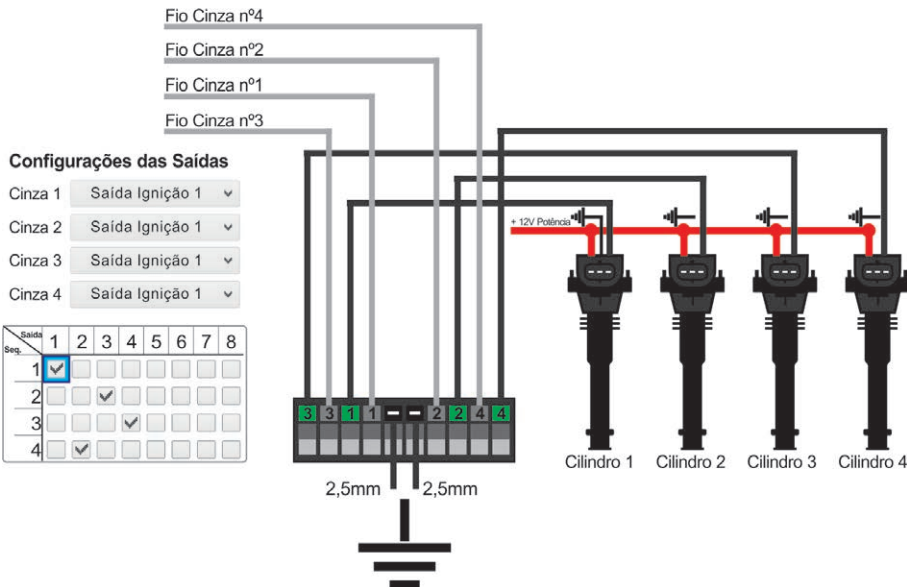 Fio Cinza nº4
Fio Cinza nº2
Fio Cinza nº1
Fio Cinza nº3
Configurações das Saídas
Cinza 1 Saída Ignição 1
Cinza 2 Saída Ignição 1
Cinza 3 Saída Ignição 1
Cinza 4 Saída Ignição 1
Saída
Seq.
1 2 3 4 5 6 7 8
1
2
3
4
+ 12V Potência
3 3 1 1 2 2 4 4
2,5mm 2,5mm
Cilindro 1 Cilindro 2 Cilindro 3 Cilindro 4